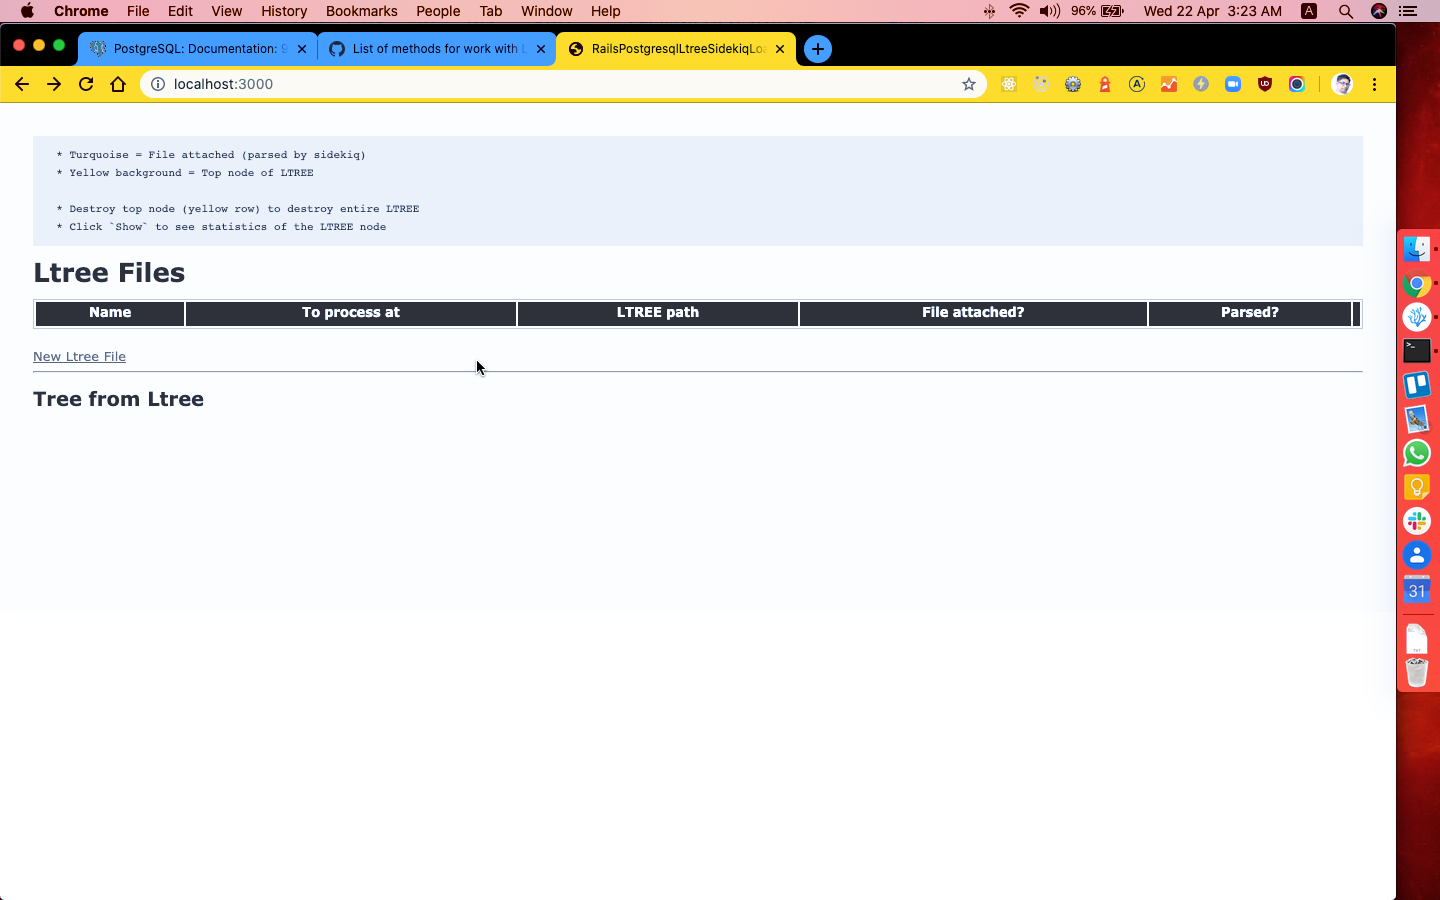 Chrome File Edit View History Bookmarks People Tab Window Help 96% Wed 22 Apr 3:23 AM A
PostgreSQL: Documentation: 9 List of methods for work with L RailsPostgresqlLtreeSidekiqLoa
localhost:3000
* Turquoise = File attached (parsed by sidekiq)
* Yellow background = Top node of LTREE
* Destroy top node (yellow row) to destroy entire LTREE
* Click `Show` to see statistics of the LTREE node
Ltree Files
Name To process at LTREE path File attached? Parsed?
New Ltree File
Tree from Ltree
31
TXT